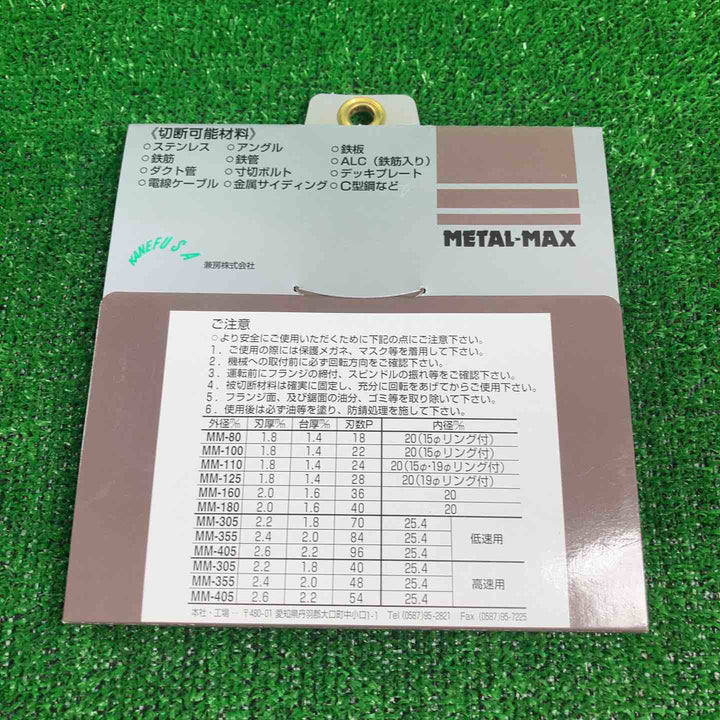 《切断可能材料》
○ステンレス ○アングル ○鉄板
○鉄筋 ○鉄管 ○ALC（鉄筋入り）
○ダクト管 ○寸切ボルト ○デッキプレート
○電線ケーブル ○金属サイディング ○C型鋼など
METAL-MAX
KANEFUSA
兼房株式会社
ご注意
○より安全にご使用いただくために下記の点にご注意下さい。
1．ご使用の際には保護メガネ、マスク等を着用して下さい。
2．機械への取付前に必ず回転方向をご確認下さい。
3．運転前にフランジの締付、スピンドルの振れ等をご確認下さい。
4．被切断材料は確実に固定し、充分に回転をあげてからご使用下さい。
5．フランジ面、及び鋸面の油分、ゴミ等を取り除いて下さい。
6．使用後は必ず油等を塗り、防錆処理を施して下さい。
外径㎜ 刃厚㎜ 台厚㎜ 刃数P 内径㎜
MM-80 1.8 1.4 18 20（15φリング付）
MM-100 1.8 1.4 22 20（15φリング付）
MM-110 1.8 1.4 24 20（15φ・19φリング付）
MM-125 1.8 1.4 28 20（19φリング付）
MM-160 2.0 1.6 36 20
MM-180 2.0 1.6 40 20
MM-305 2.2 1.8 70 25.4
MM-355 2.4 2.0 84 25.4 低速用
MM-405 2.6 2.2 96 25.4
MM-305 2.2 1.8 40 25.4
MM-355 2.4 2.0 48 25.4 高速用
MM-405 2.6 2.2 54 25.4
本社・工場… 〒480-01 愛知県丹羽郡大口町中小口1-1 Tel (0587)95-2821 Fax (0587)95-7225